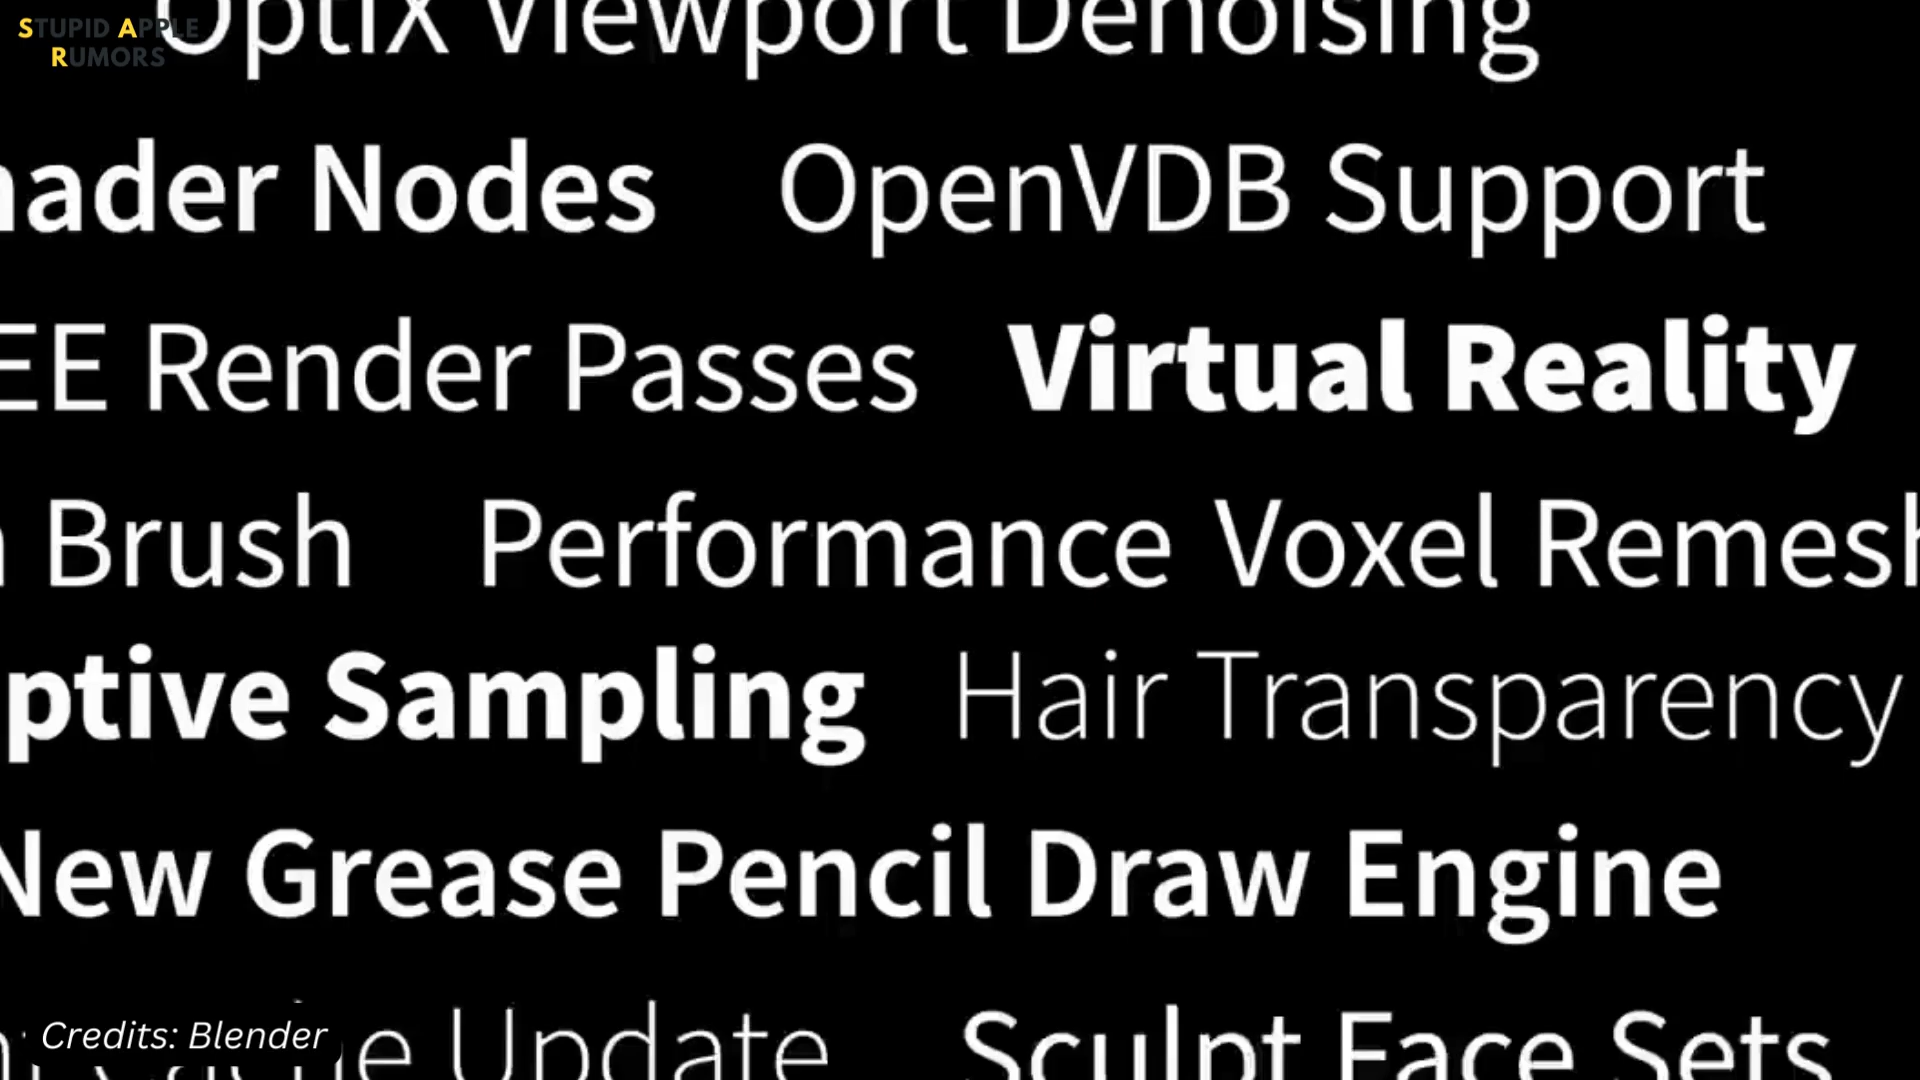 STUPID APPLE
RUMORS
OptiX Viewport Denoising
ader Nodes OpenVDB Support
EE Render Passes Virtual Reality
Brush Performance Voxel Remesh
ptive Sampling Hair Transparency
New Grease Pencil Draw Engine
Update Sculpt Face Sets
Credits: Blender